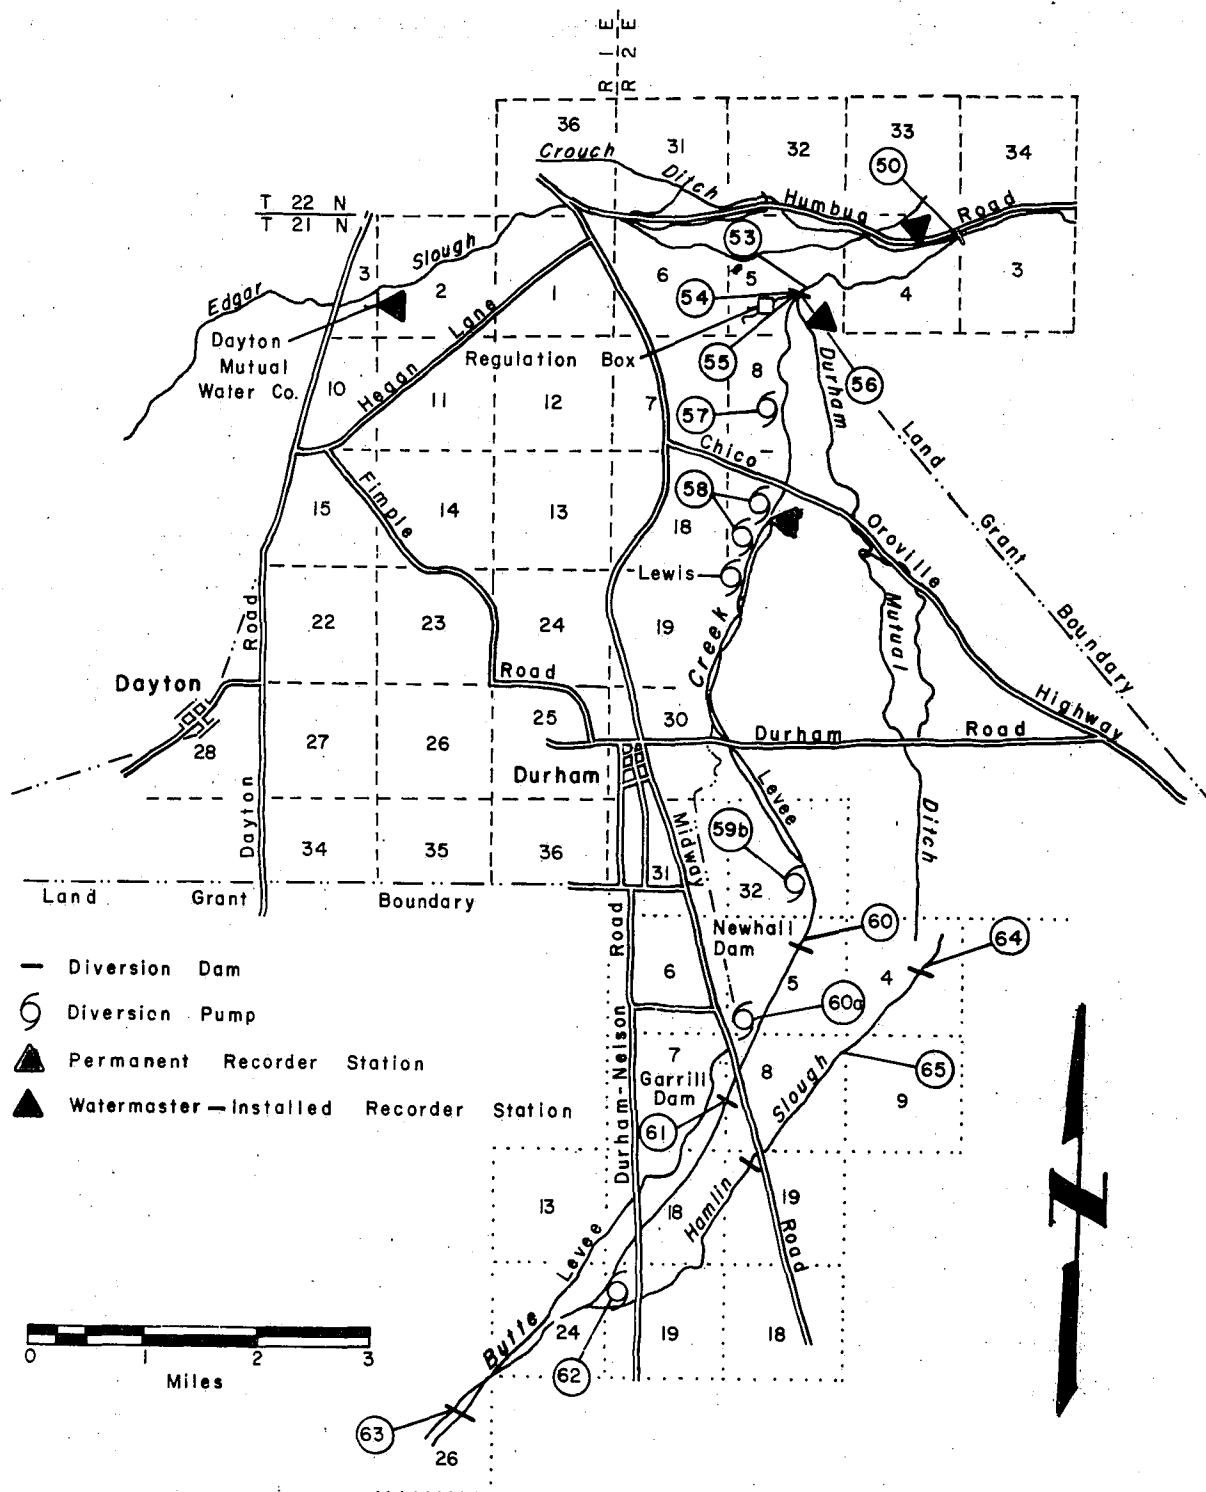 R 1 E
R 2 E
36
31
32
33
34
Crouch
Ditch
50
Humbug
Road
T 22 N
T 21 N
53
3
2
1
6
5
4
3
Edgar
Slough
54
Dayton
Mutual
Water Co.
Hegan
Lane
Regulation Box
55
8
Durham
56
10
11
12
7
57
Chico
Land
Grant
Boundary
Fimple
15
14
13
58
18
Oroville
Lewis
22
23
24
19
Creek
Mutual
Road
Dayton
Road
28
27
26
25
30
Durham
Road
Highway
Durham
Levee
Dayton
Midway
59b
Ditch
34
35
36
31
32
Land
Grant
Boundary
Road
Newhall
Dam
60
64
Diversion Dam
6
5
4
Diversion Pump
60a
Permanent Recorder Station
Durham-Nelson
7
Garrill
Dam
8
Slough
65
9
Watermaster-Installed Recorder Station
61
13
18
Hamlin
19
Road
Levee
Butte
24
19
18
0
1
2
3
Miles
62
63
26
N